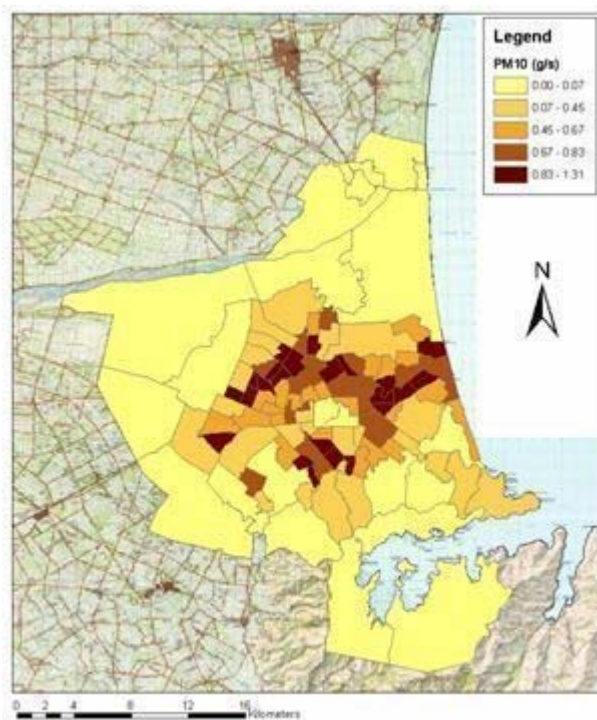 Legend
PM10 (g/s)
0.00 - 0.07
0.07 - 0.45
0.45 - 0.67
0.67 - 0.83
0.83 - 1.31
N
0 2 4 8 12 16
Kilometers